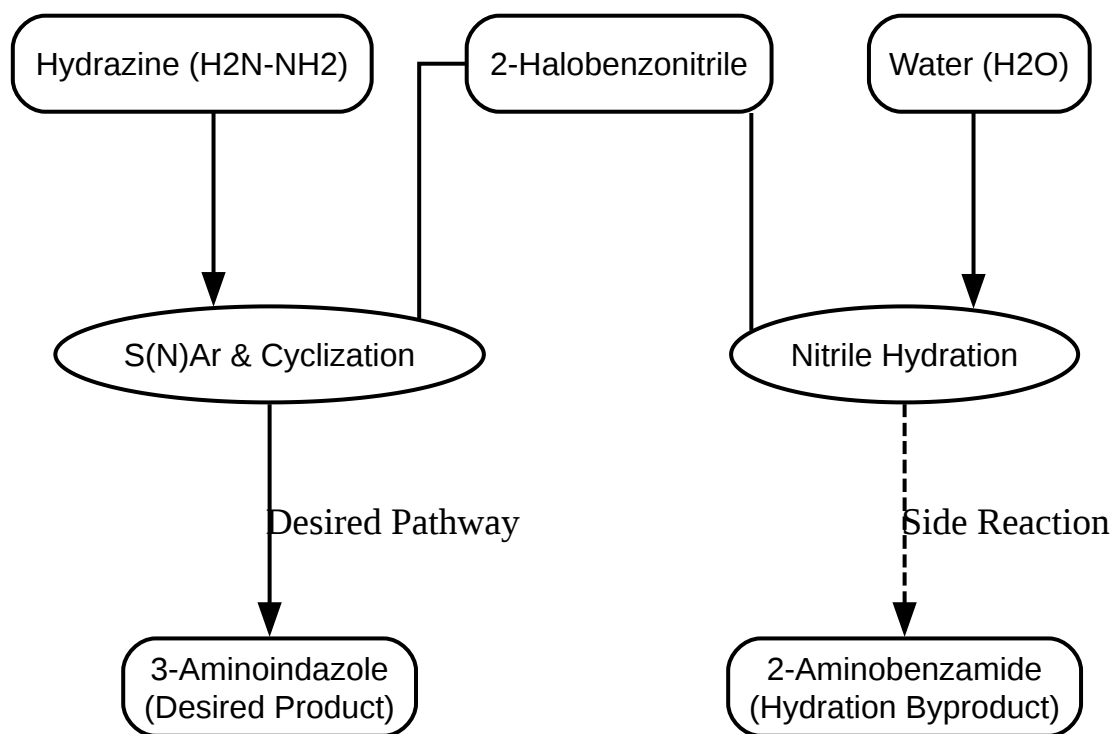 Hydrazine (H2N-NH2)
2-Halobenzonitrile
Water (H2O)
S(N)Ar & Cyclization
Nitrile Hydration
Desired Pathway
Side Reaction
3-Aminoindazole
(Desired Product)
2-Aminobenzamide
(Hydration Byproduct)